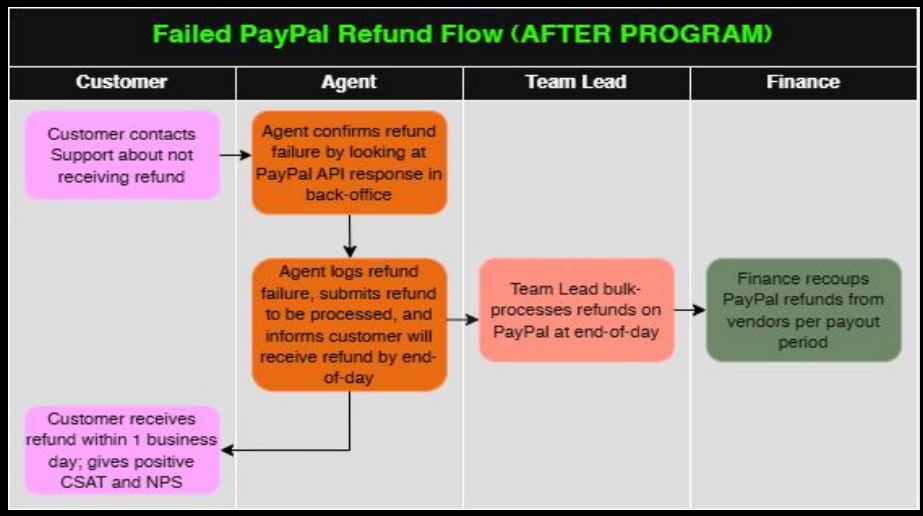 Failed PayPal Refund Flow (AFTER PROGRAM)
Customer
Agent
Team Lead
Finance
Customer contacts
Support about not
receiving refund
Agent confirms refund
failure by looking at
PayPal API response in
back-office
Agent logs refund
failure, submits refund
to be processed, and
informs customer will
receive refund by end-
of-day
Team Lead bulk-
processes refunds on
PayPal at end-of-day
Finance recoups
PayPal refunds from
vendors per payout
period
Customer receives
refund within 1 business
day; gives positive
CSAT and NPS